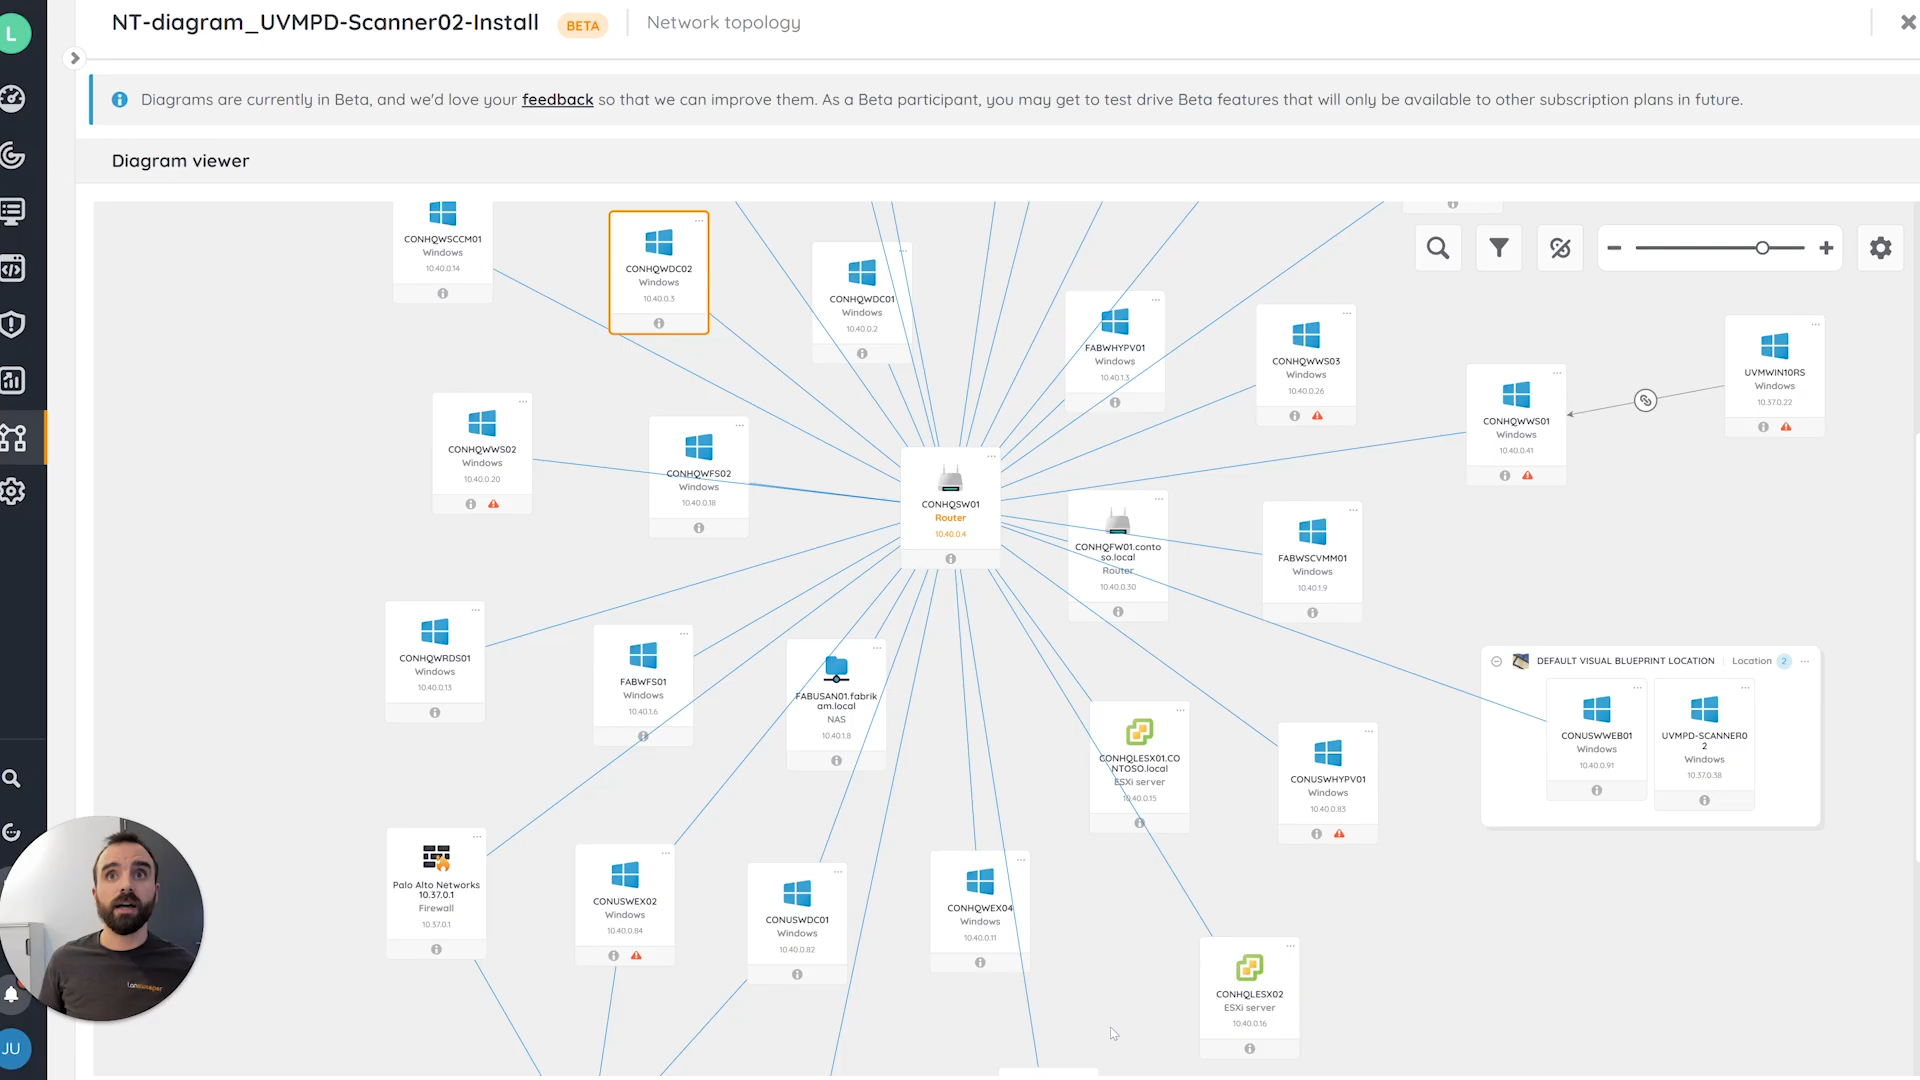 L
NT-diagram_UVMPD-Scanner02-Install
BETA
Network topology
Diagrams are currently in Beta, and we'd love your feedback so that we can improve them. As a Beta participant, you may get to test drive Beta features that will only be available to other subscription plans in future.
Diagram viewer
CONHQWSCCM01
Windows
10.40.0.14
CONHQWDC02
Windows
10.40.0.3
CONHQWDC01
Windows
10.40.0.2
FABWHYPV01
Windows
10.40.1.3
CONHQWWS03
Windows
10.40.0.26
CONHQWWS01
Windows
10.40.0.41
UVMWIN10RS
Windows
10.37.0.22
CONHQWWS02
Windows
10.40.0.20
CONHQWFS02
Windows
10.40.0.18
CONHQSW01
Router
10.40.0.4
CONHQFW01.conto
so.local
Router
10.40.0.30
FABWSCVMM01
Windows
10.40.1.9
CONHQWRDS01
Windows
10.40.0.13
FABWFS01
Windows
10.40.1.6
FABUSAN01.fabrik
am.local
NAS
10.40.1.8
CONHQLESX01.CO
NTOSO.local
ESXi server
10.40.0.15
CONUSWHYPV01
Windows
10.40.0.83
DEFAULT VISUAL BLUEPRINT LOCATION
Location 2
CONUSWWEB01
Windows
10.40.0.91
UVMPD-SCANNER0
2
Windows
10.37.0.38
Palo Alto Networks
10.37.0.1
Firewall
10.37.0.1
CONUSWEX02
Windows
10.40.0.84
CONUSWDC01
Windows
10.40.0.82
CONHQWEX04
Windows
10.40.0.11
CONHQLESX02
ESXi server
10.40.0.16
lansweeper
JU